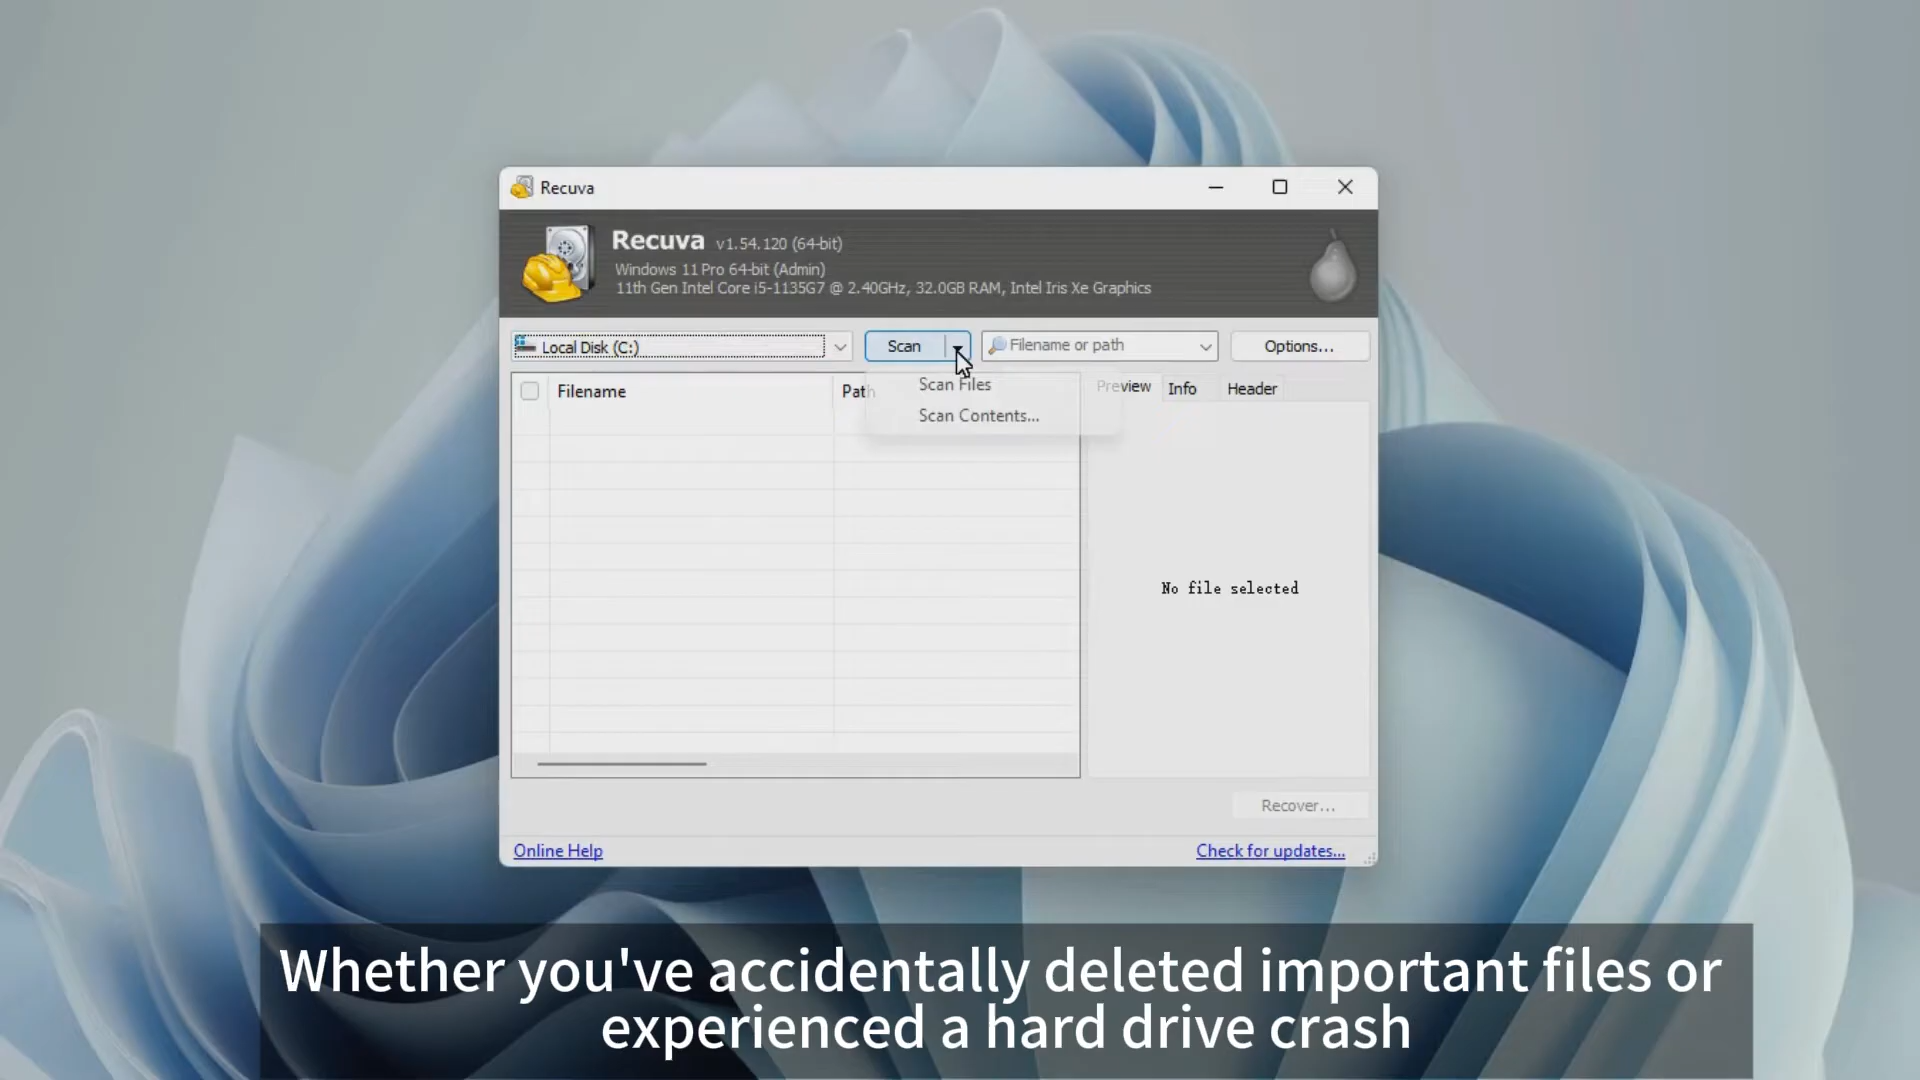 Recuva
Recuva v1.54.120 (64-bit)
Windows 11 Pro 64-bit (Admin)
11th Gen Intel Core i5-1135G7 @ 2.40GHz, 32.0GB RAM, Intel Iris Xe Graphics
Local Disk (C:)
Scan
Filename or path
Options...
Scan Files
Scan Contents...
Filename
Path
Preview
Info
Header
No file selected
Recover...
Online Help
Check for updates...
Whether you've accidentally deleted important files or
experienced a hard drive crash